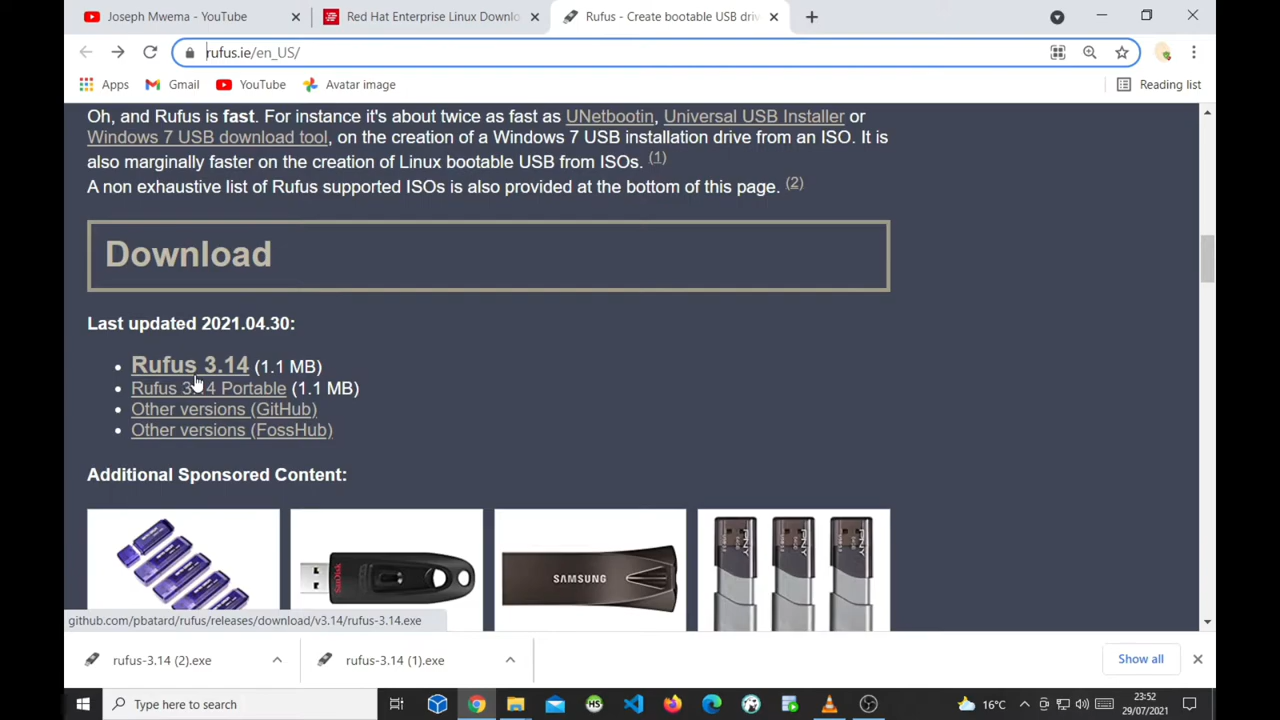 Joseph Mwema - YouTube
Red Hat Enterprise Linux Downlo
Rufus - Create bootable USB driv
rufus.ie/en_US/
Apps
Gmail
YouTube
Avatar image
Reading list
Oh, and Rufus is fast. For instance it's about twice as fast as UNetbootin, Universal USB Installer or
Windows 7 USB download tool, on the creation of a Windows 7 USB installation drive from an ISO. It is
also marginally faster on the creation of Linux bootable USB from ISOs. (1)
A non exhaustive list of Rufus supported ISOs is also provided at the bottom of this page. (2)
Download
Last updated 2021.04.30:
• Rufus 3.14 (1.1 MB)
• Rufus 3.14 Portable (1.1 MB)
• Other versions (GitHub)
• Other versions (FossHub)
Additional Sponsored Content:
SanDisk
SAMSUNG
PNY
PNY
PNY
github.com/pbatard/rufus/releases/download/v3.14/rufus-3.14.exe
rufus-3.14 (2).exe
rufus-3.14 (1).exe
Show all
Type here to search
HS
16°C
23:52
29/07/2021